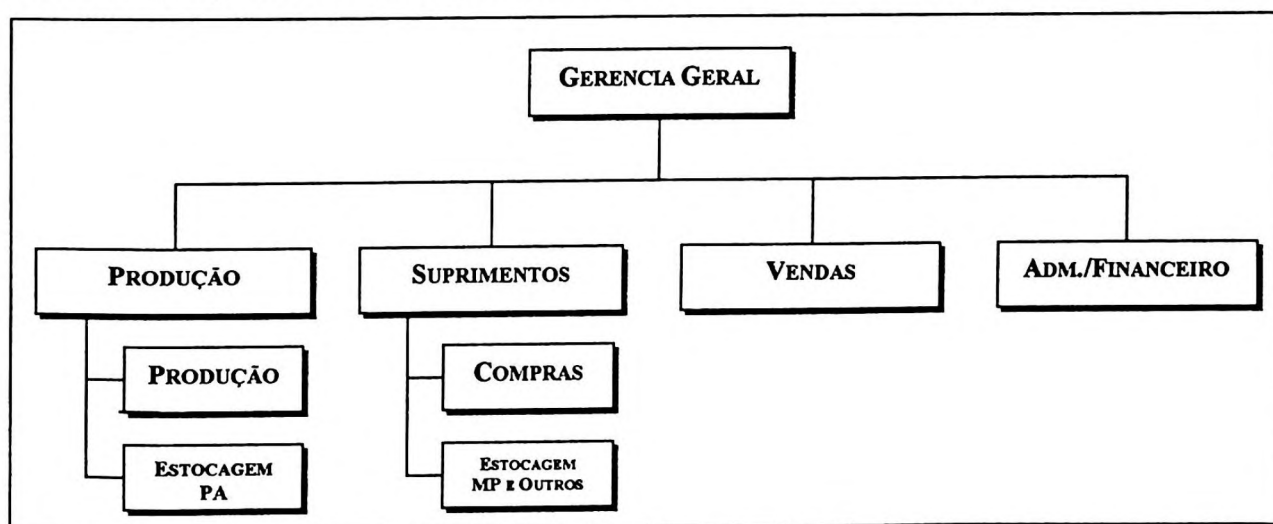 GERENCIA GERAL
PRODUÇÃO
SUPRIMENTOS
VENDAS
ADM./FINANCEIRO
PRODUÇÃO
COMPRAS
ESTOCAGEM
PA
ESTOCAGEM
MP E OUTROS